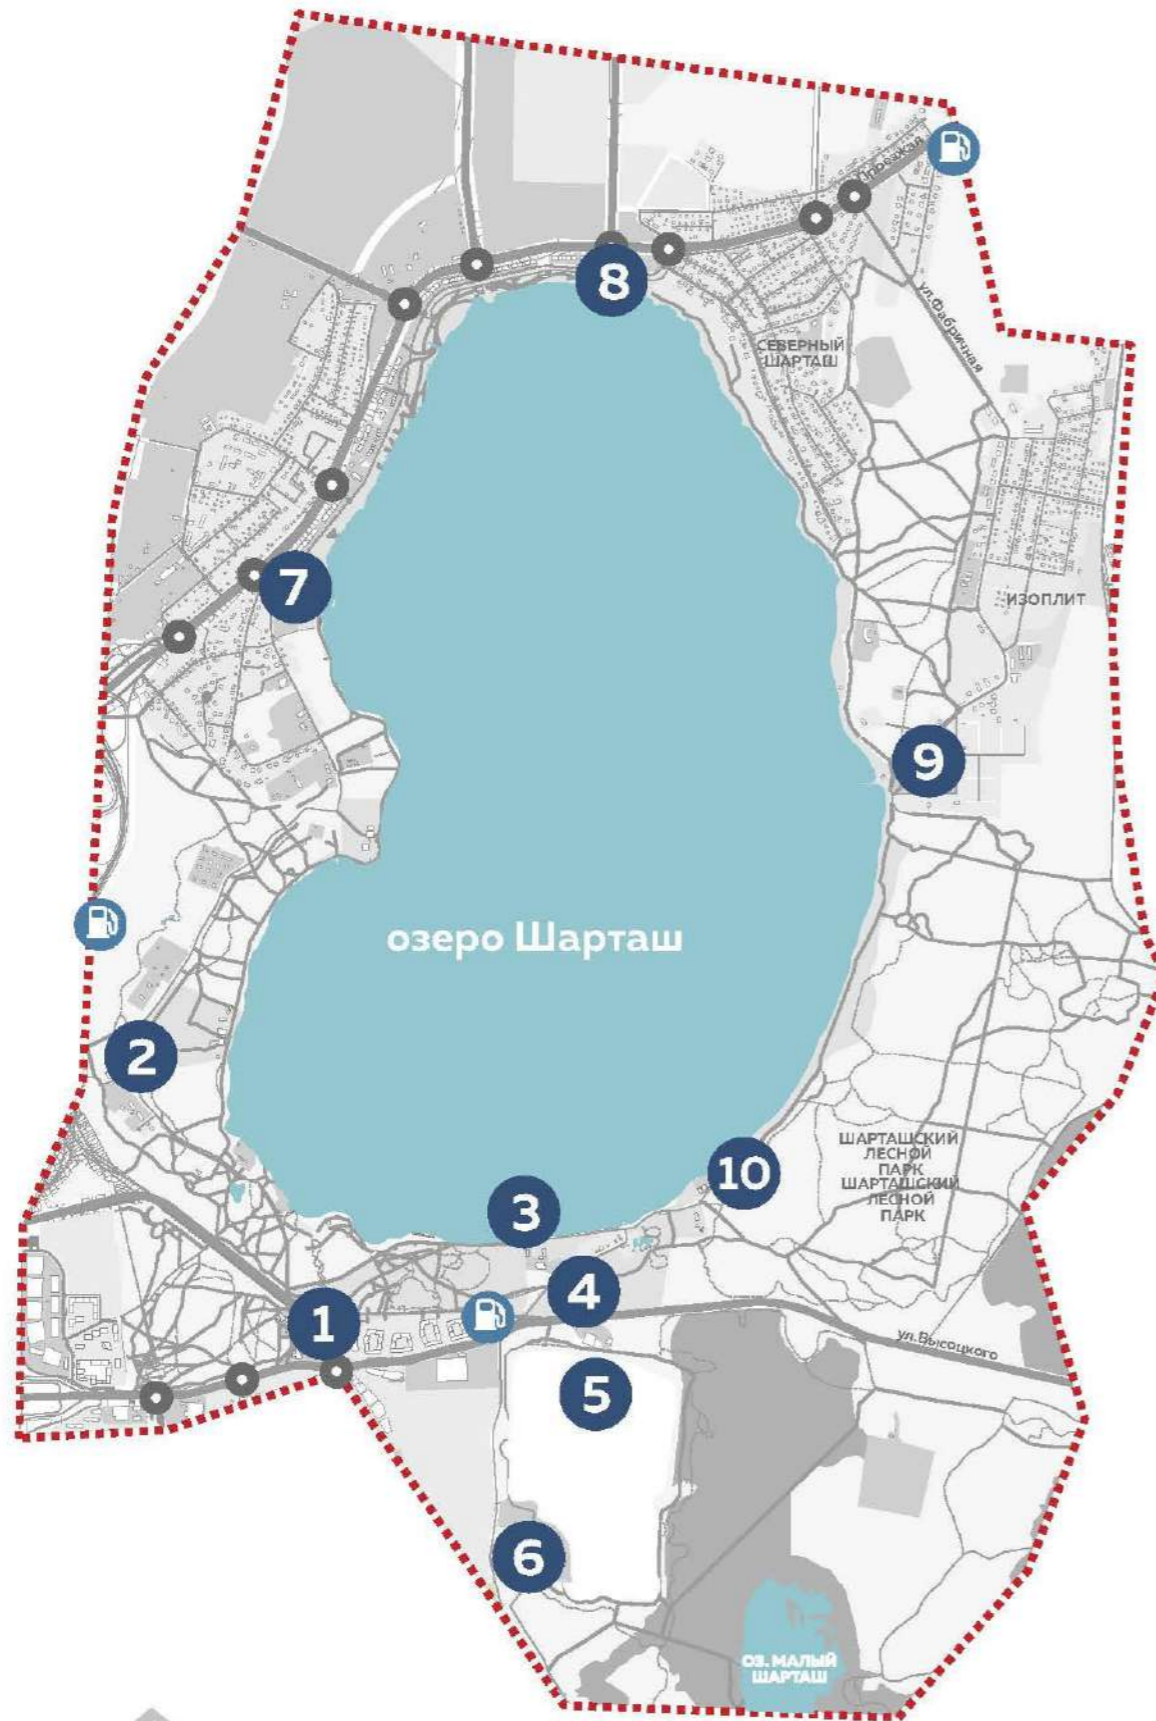 Проезжая
8
ул.Фабричная
СЕВЕРНЫЙ
ШАРТАШ
7
ИЗОПЛИТ
9
озеро Шарташ
2
ШАРТАШСКИЙ
ЛЕСНОЙ
ПАРК
ШАРТАШСКИЙ
ЛЕСНОЙ
ПАРК
10
3
4
1
ул.Высоцкого
5
6
ОЗ. МАЛЫЙ
ШАРТАШ